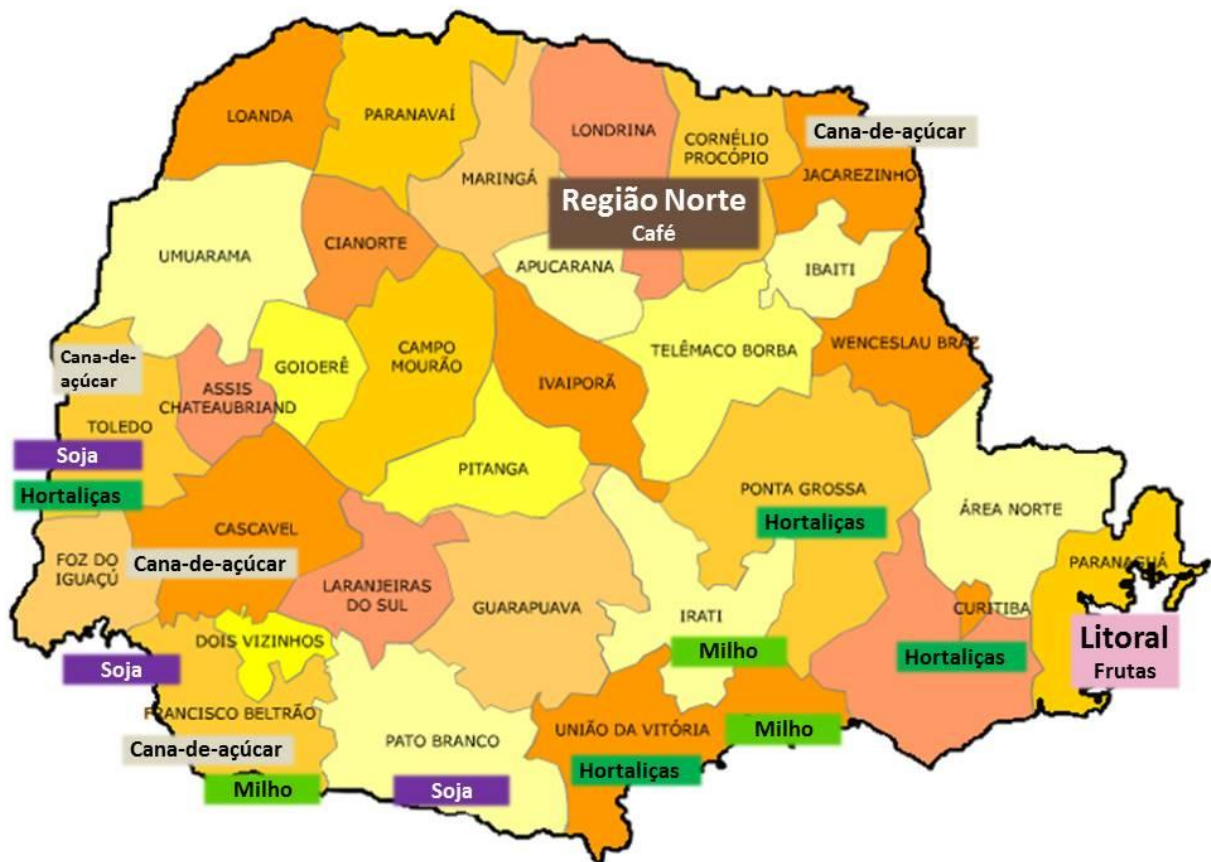 LOANDA
PARANAVAÍ
MARINGÁ
LONDRINA
CORNÉLIO
PROCÓPIO
Cana-de-açúcar
JACAREZINHO
Região Norte
Café
UMUARAMA
CIANORTE
APUCARANA
IBAITI
Cana-de-
açúcar
TOLEDO
ASSIS
CHATEAUBRIAND
GOIOERÊ
CAMPO
MOURÃO
IVAIPORÃ
TELÊMACO BORBA
WENCESLAU BRAZ
Soja
Hortaliças
PITANGA
PONTA GROSSA
Hortaliças
ÁREA NORTE
FOZ DO
IGUAÇÚ
CASCAVEL
Cana-de-açúcar
LARANJEIRAS
DO SUL
GUARAPUAVA
IRATI
Milho
CURITIBA
Hortaliças
PARANAGUÁ
Litoral
Frutas
DOIS VIZINHOS
Soja
FRANCISCO BELTRÃO
Cana-de-açúcar
Milho
PATO BRANCO
Soja
UNIÃO DA VITÓRIA
Milho
Hortaliças